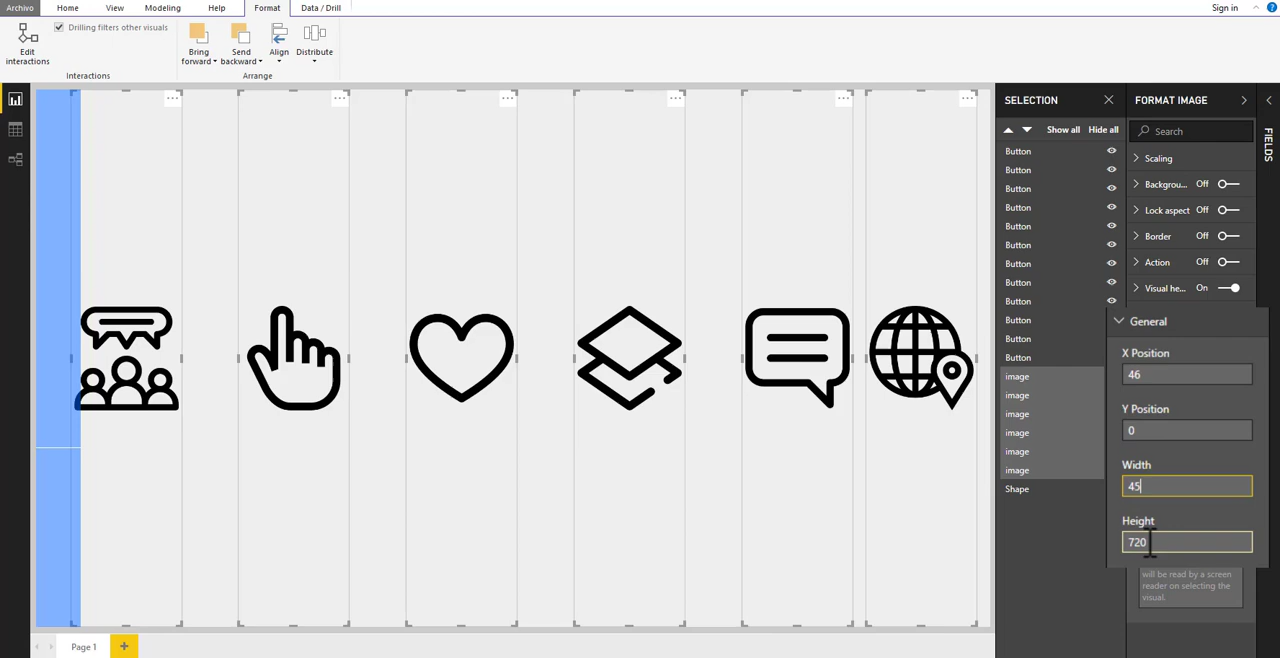 Archivo Home View Modeling Help Format Data / Drill Sign in ?
Drilling filters other visuals
Edit interactions
Bring forward Send backward Align Distribute
Interactions Arrange
SELECTION
Show all Hide all
Button
Button
Button
Button
Button
Button
Button
Button
Button
Button
Button
Button
image
image
image
image
image
image
Shape
FORMAT IMAGE
Search
Scaling
Backgrou... Off
Lock aspect Off
Border Off
Action Off
Visual he... On
General
X Position
46
Y Position
0
Width
45
Height
720
will be read by a screen
reader on selecting the
visual.
FIELDS
Page 1